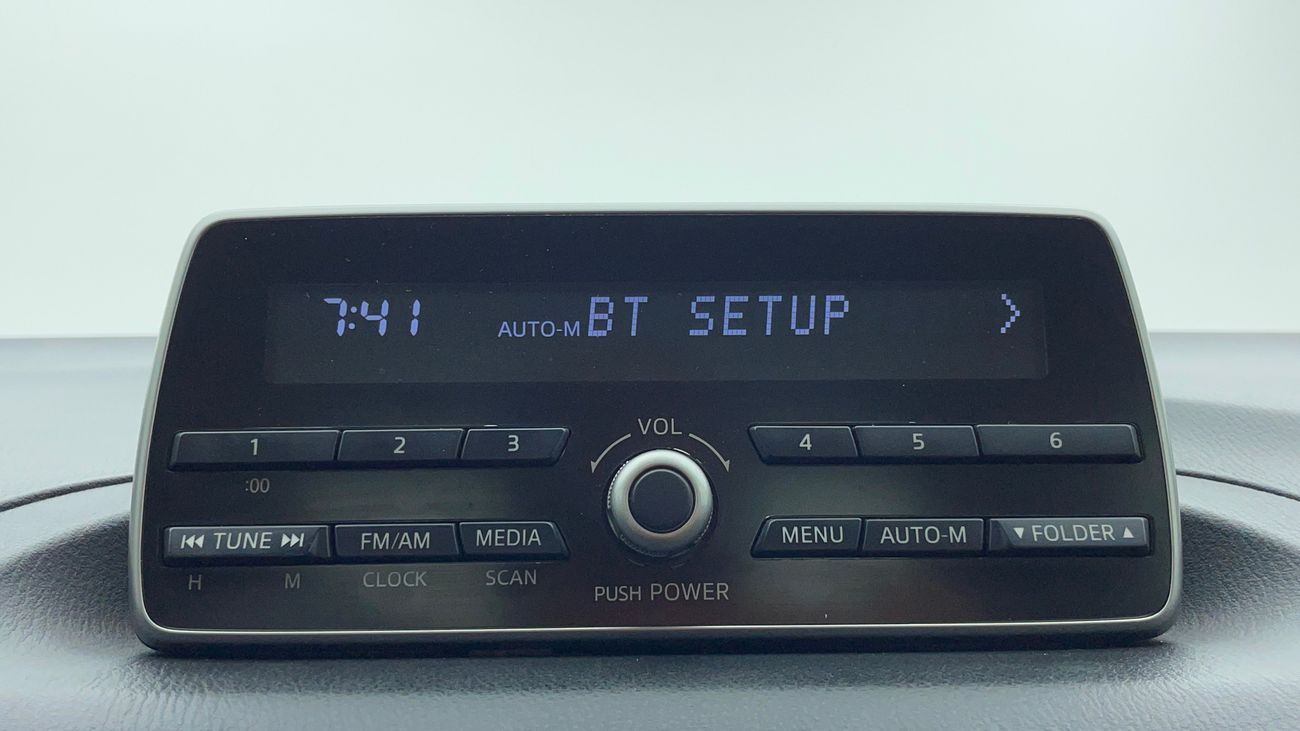 7:41 AUTO-M BT SETUP >
VOL
1 2 3 4 5 6
:00
⏮ TUNE ⏭ FM/AM MEDIA MENU AUTO-M ▼ FOLDER ▲
H M CLOCK SCAN
PUSH POWER